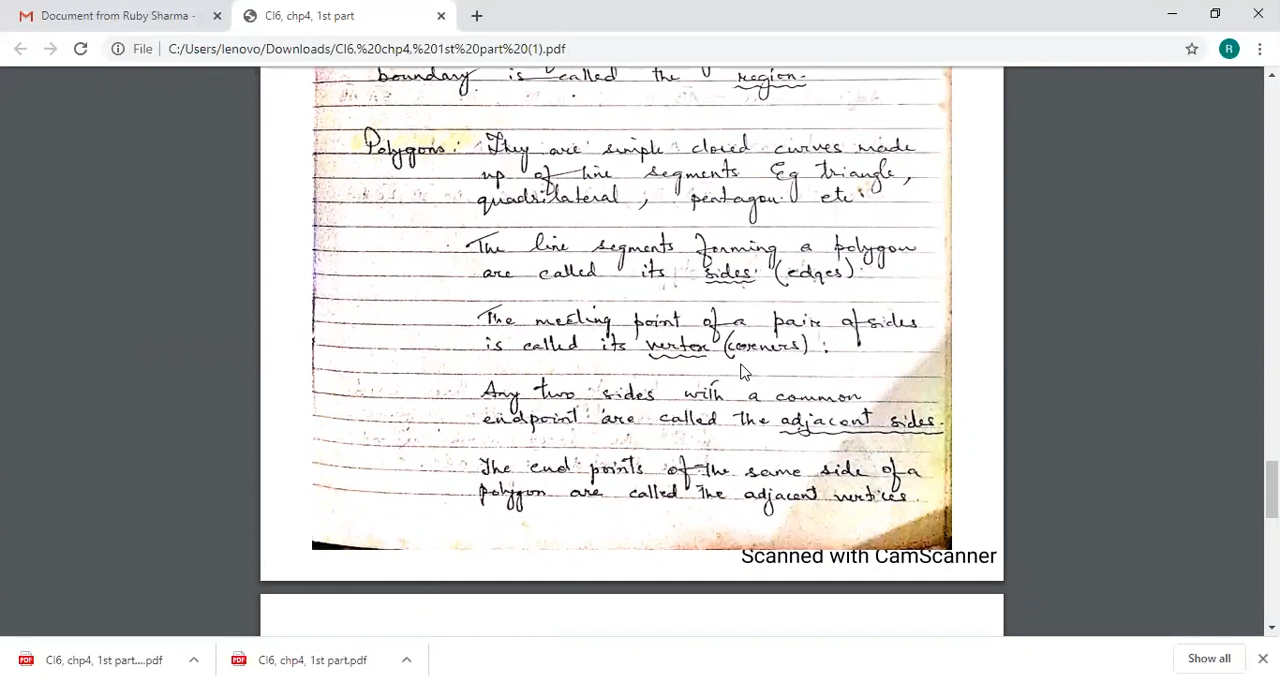 Document from Ruby Sharma -
Cl6, chp4, 1st part
File
C:/Users/lenovo/Downloads/Cl6,%20chp4,%201st%20part%20(1).pdf
R
boundary is called the region.
Polygons: They are simple closed curves made
up of line segments Eg triangle,
quadrilateral, pentagon etc.
The line segments forming a polygon
are called its sides (edges).
The meeting point of a pair of sides
is called its vertex (corners).
Any two sides with a common
endpoint are called the adjacent sides.
The end points of the same side of a
polygon are called the adjacent vertices.
Scanned with CamScanner
PDF
Cl6, chp4, 1st part....pdf
PDF
Cl6, chp4, 1st part.pdf
Show all